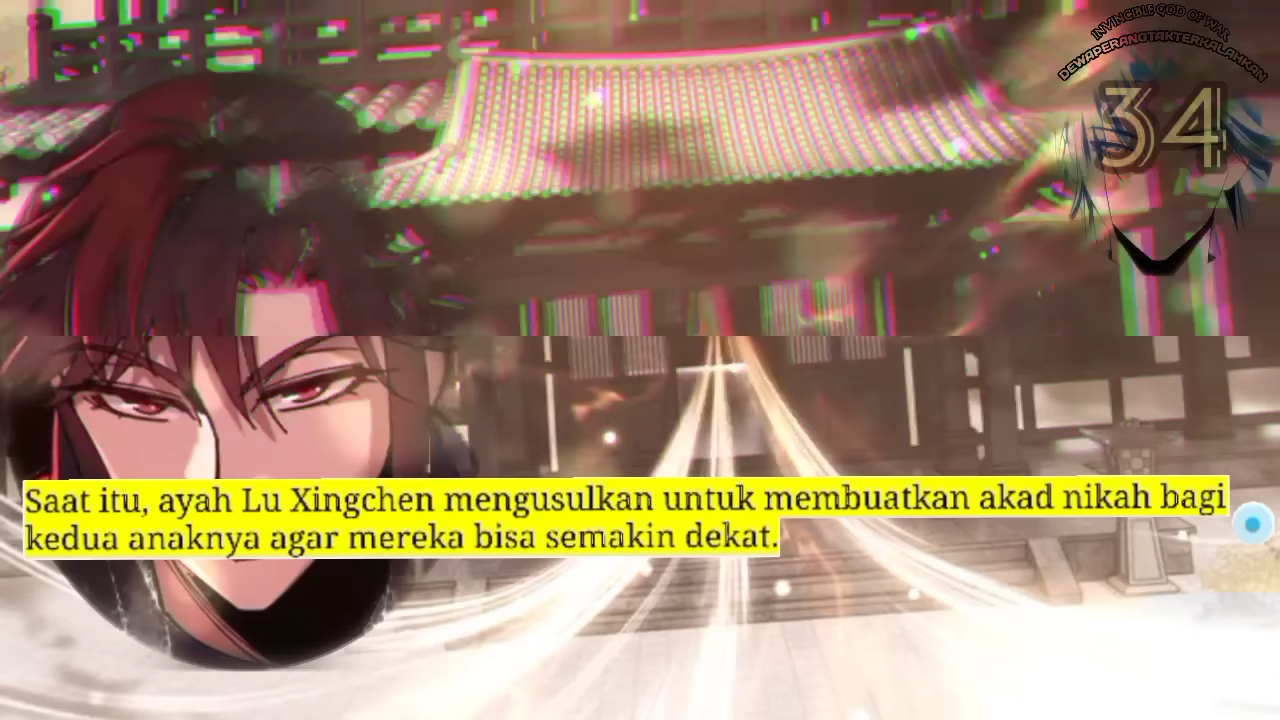 INVINCIBLE GOD OF WAR
DEWAPERANGTAKTERKALAHKAN
34
Saat itu, ayah Lu Xingchen mengusulkan untuk membuatkan akad nikah bagi
kedua anaknya agar mereka bisa semakin dekat.